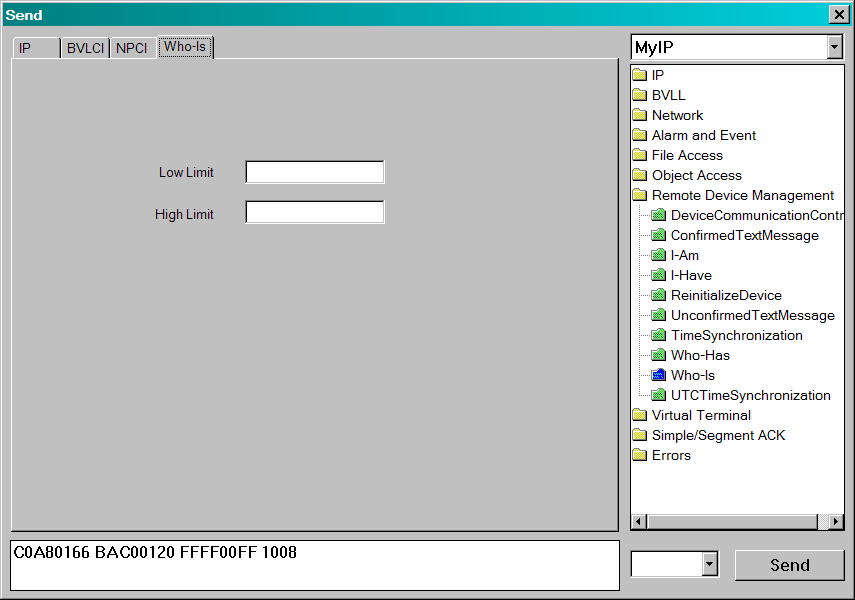 Send
IP BVLCI NPCI Who-Is
Low Limit
High Limit
C0A80166 BAC00120 FFFF00FF 1008
MyIP
IP
BVLL
Network
Alarm and Event
File Access
Object Access
Remote Device Management
DeviceCommunicationContr
ConfirmedTextMessage
I-Am
I-Have
ReinitializeDevice
UnconfirmedTextMessage
TimeSynchronization
Who-Has
Who-Is
UTCTimeSynchronization
Virtual Terminal
Simple/Segment ACK
Errors
Send